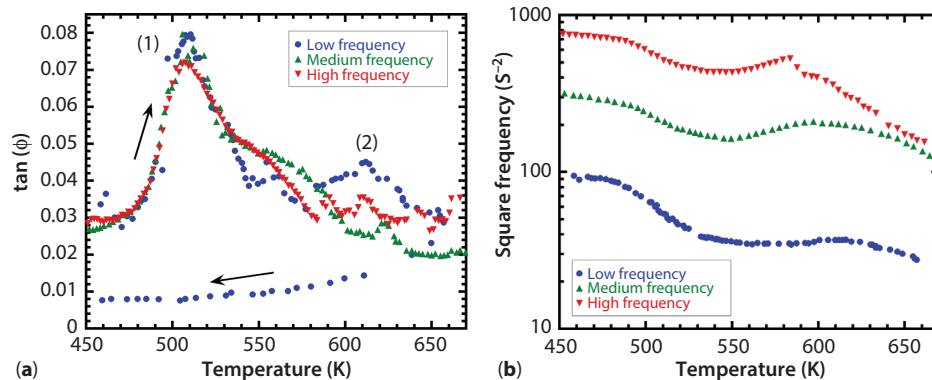 0.08
0.07
0.06
0.05
0.04
0.03
0.02
0.01
0
tan (ϕ)
(1)
(2)
Low frequency
Medium frequency
High frequency
450 500 550 600 650
Temperature (K)
(a)
1000
100
10
Square frequency (S⁻²)
Low frequency
Medium frequency
High frequency
450 500 550 600 650
Temperature (K)
(b)